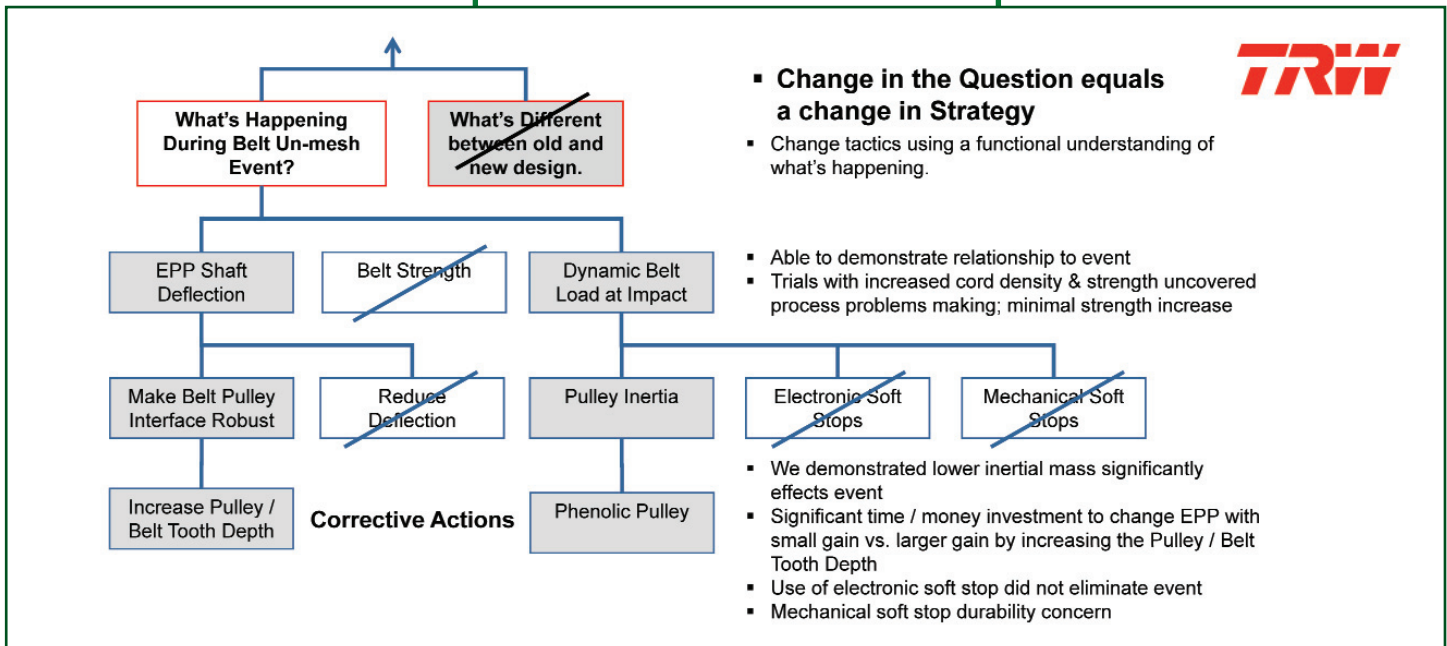 TRW
What's Happening
During Belt Un-mesh
Event?
What's Different
between old and
new design.
▪ Change in the Question equals
a change in Strategy
▪ Change tactics using a functional understanding of
what's happening.
EPP Shaft
Deflection
Belt Strength
Dynamic Belt
Load at Impact
▪ Able to demonstrate relationship to event
▪ Trials with increased cord density & strength uncovered
process problems making; minimal strength increase
Make Belt Pulley
Interface Robust
Reduce
Deflection
Pulley Inertia
Electronic Soft
Stops
Mechanical Soft
Stops
Increase Pulley /
Belt Tooth Depth
Corrective Actions
Phenolic Pulley
▪ We demonstrated lower inertial mass significantly
effects event
▪ Significant time / money investment to change EPP with
small gain vs. larger gain by increasing the Pulley / Belt
Tooth Depth
▪ Use of electronic soft stop did not eliminate event
▪ Mechanical soft stop durability concern